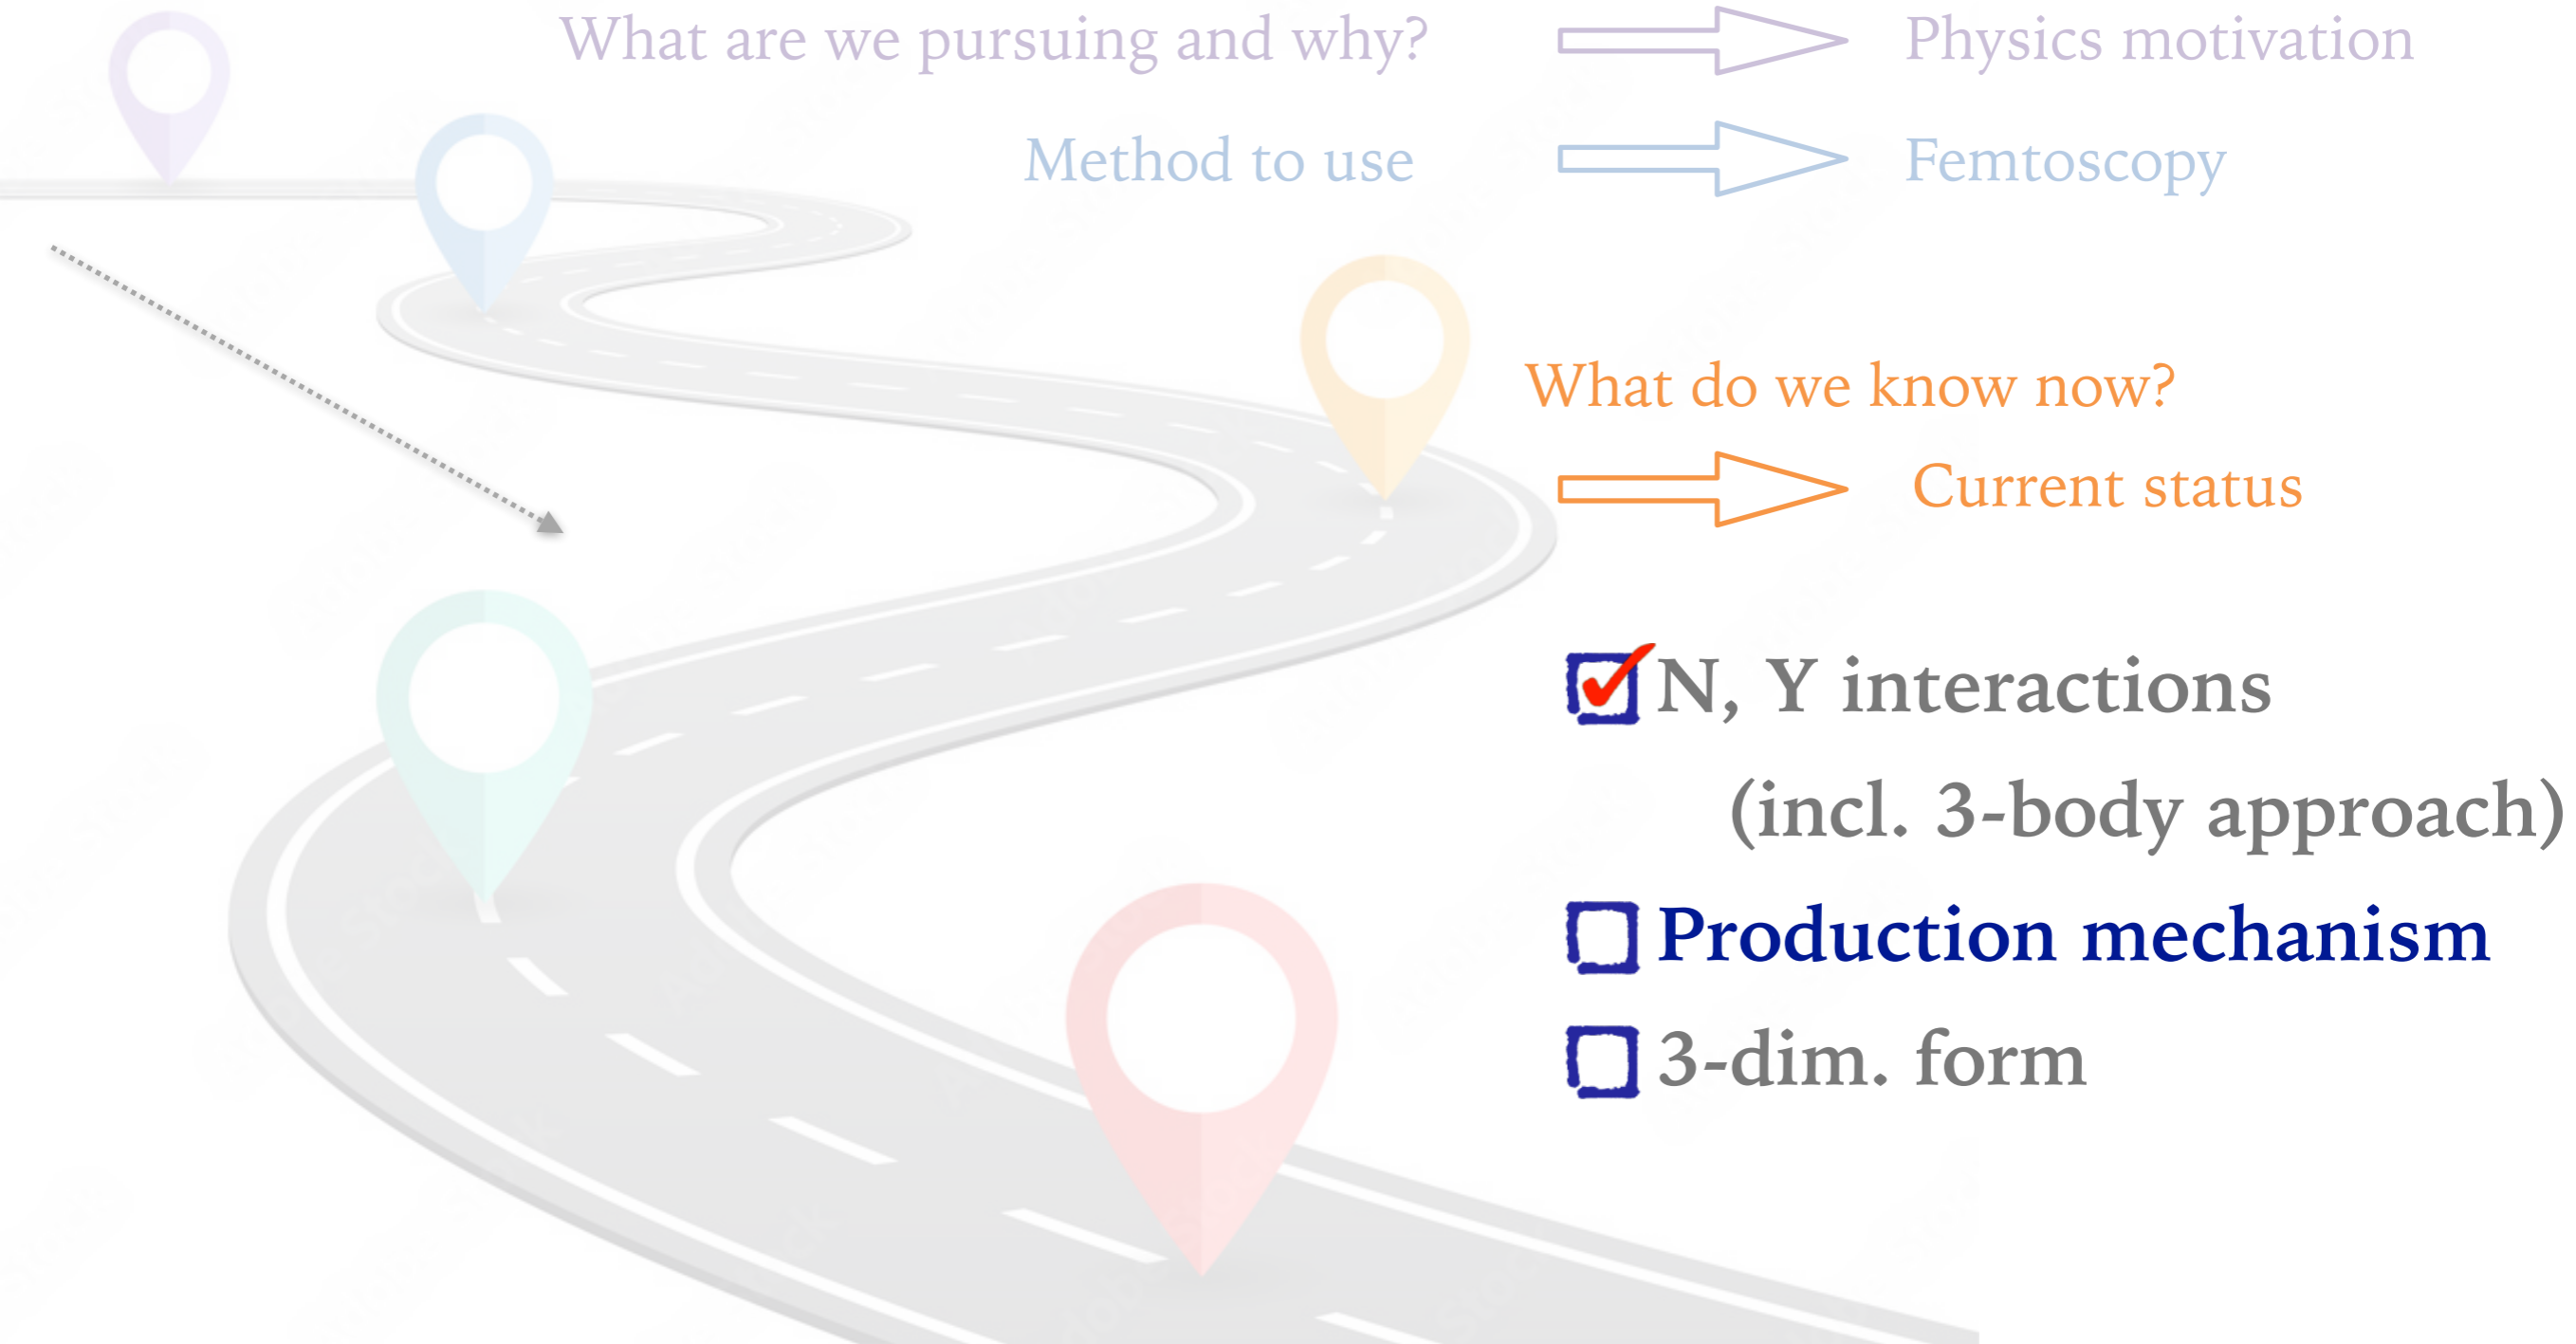 What are we pursuing and why? Physics motivation
Method to use Femtoscopy
What do we know now?
Current status
N, Y interactions
(incl. 3-body approach)
Production mechanism
3-dim. form